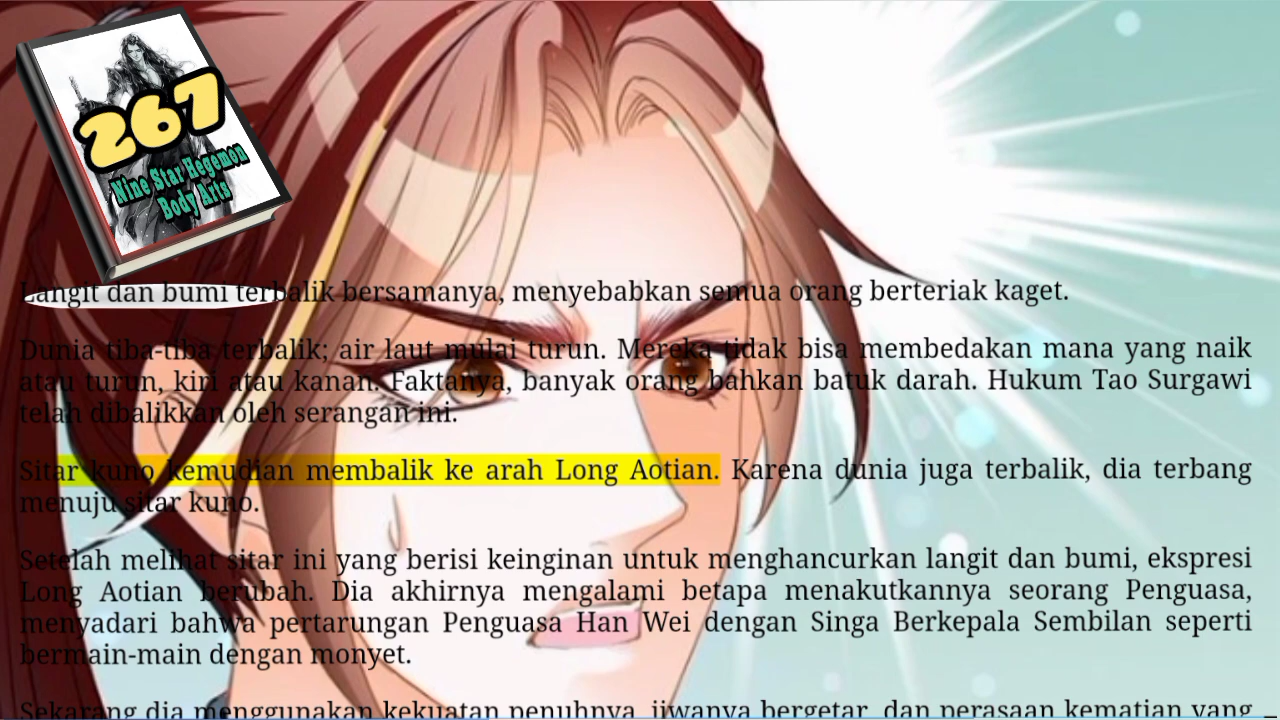 267
Nine Star Hegemon
Body Arts
Langit dan bumi terbalik bersamanya, menyebabkan semua orang berteriak kaget.
Dunia tiba-tiba terbalik; air laut mulai turun. Mereka tidak bisa membedakan mana yang naik
atau turun, kiri atau kanan. Faktanya, banyak orang bahkan batuk darah. Hukum Tao Surgawi
telah dibalikkan oleh serangan ini.
Sitar kuno kemudian membalik ke arah Long Aotian. Karena dunia juga terbalik, dia terbang
menuju sitar kuno.
Setelah melihat sitar ini yang berisi keinginan untuk menghancurkan langit dan bumi, ekspresi
Long Aotian berubah. Dia akhirnya mengalami betapa menakutkannya seorang Penguasa,
menyadari bahwa pertarungan Penguasa Han Wei dengan Singa Berkepala Sembilan seperti
bermain-main dengan monyet.
Sekarang dia menggunakan kekuatan penuhnya, jiwanya bergetar, dan perasaan kematian yang